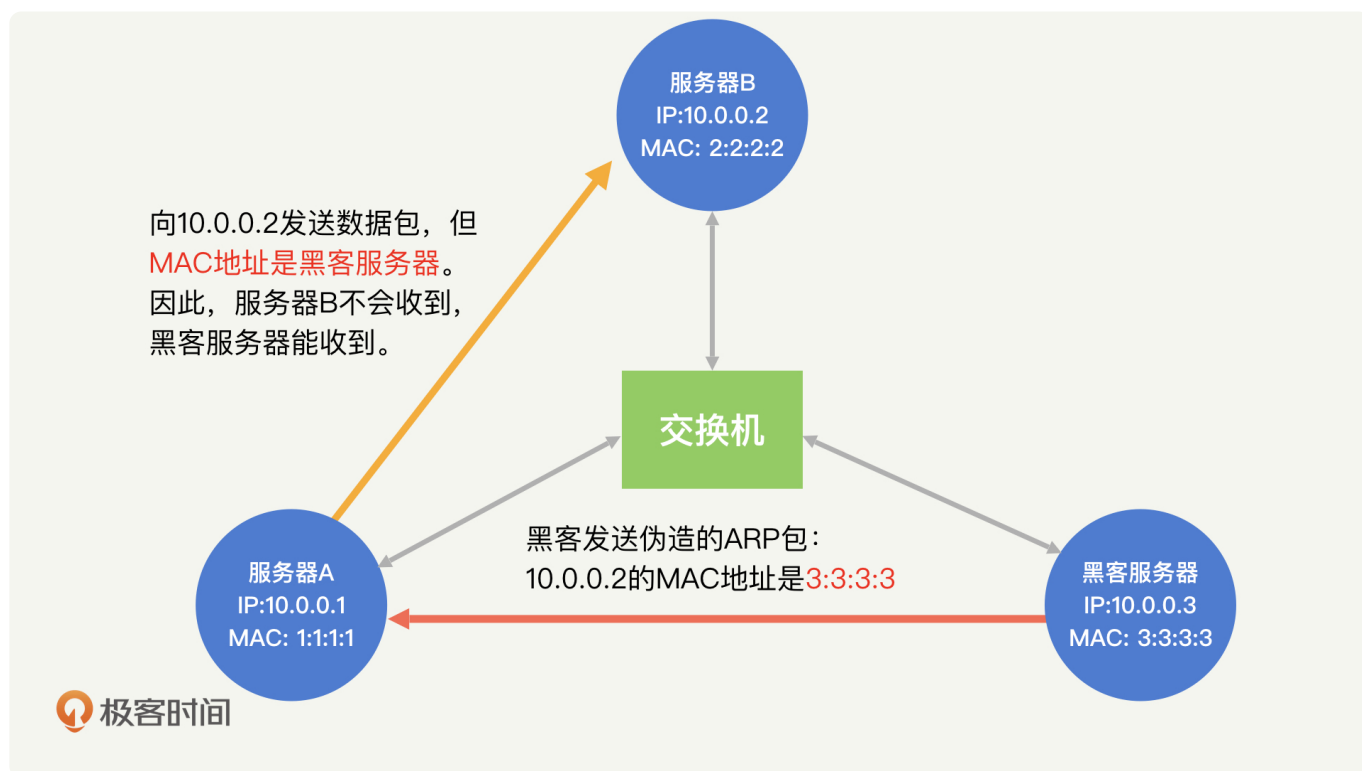 服务器B
IP:10.0.0.2
MAC: 2:2:2:2
向10.0.0.2发送数据包，但
MAC地址是黑客服务器。
因此，服务器B不会收到，
黑客服务器能收到。
交换机
黑客发送伪造的ARP包：
10.0.0.2的MAC地址是3:3:3:3
服务器A
IP:10.0.0.1
MAC: 1:1:1:1
黑客服务器
IP:10.0.0.3
MAC: 3:3:3:3
极客时间